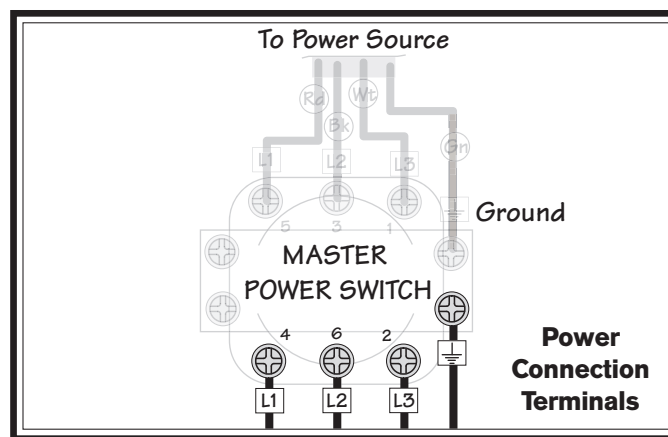 To Power Source
Rd
Wt
Bk
Gn
L1 L2 L3
Ground
5 3 1
MASTER
POWER SWITCH
4 6 2
L1 L2 L3
Power
Connection
Terminals